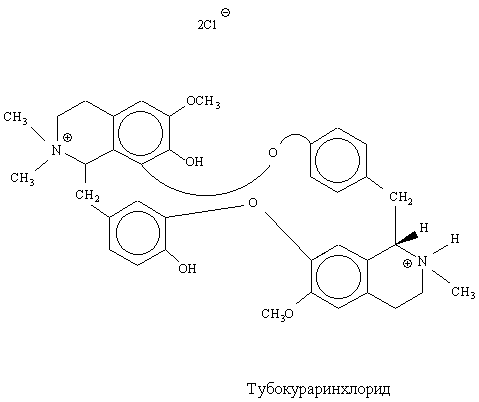 2Cl ⊖
OCH3
CH3
N ⊕
OH
CH3
CH2
O
O
CH2
H
H
N ⊕
OH
CH3
CH3O
Тубокураринхлорид